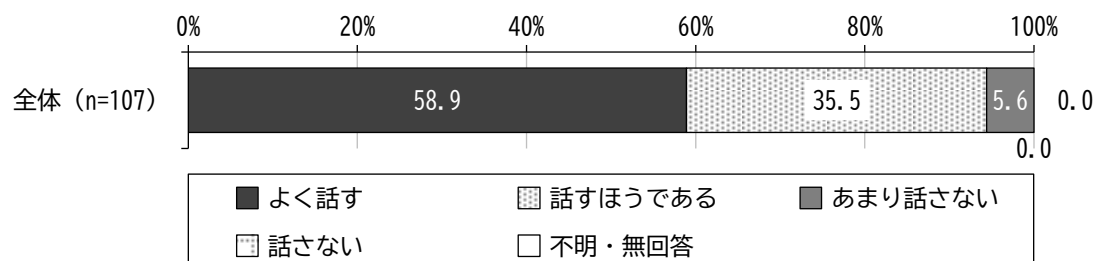 0% 20% 40% 60% 80% 100%
全体（n=107） 58.9 35.5 5.6 0.0
0.0
よく話す 話すほうである あまり話さない
話さない 不明・無回答